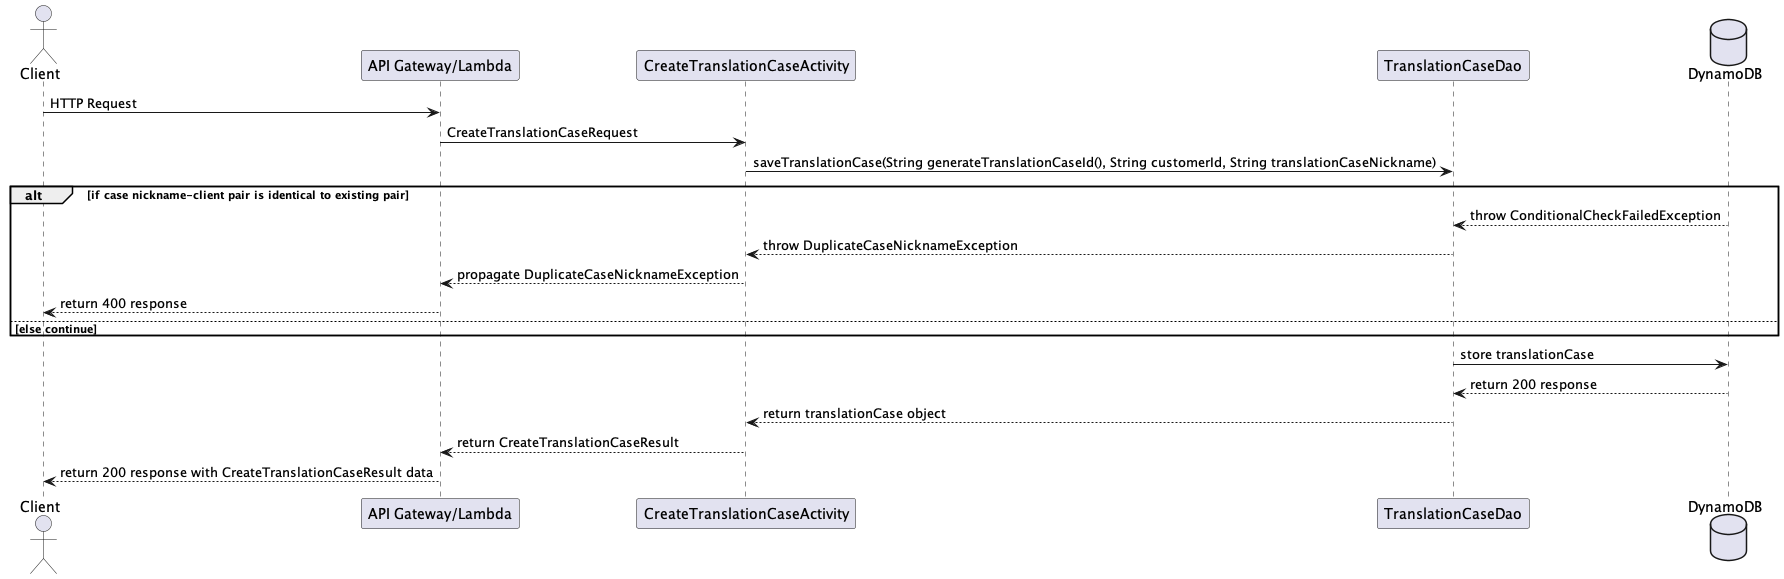 Client
API Gateway/Lambda
CreateTranslationCaseActivity
TranslationCaseDao
DynamoDB
HTTP Request
CreateTranslationCaseRequest
saveTranslationCase(String generateTranslationCaseId(), String customerId, String translationCaseNickname)
alt
[if case nickname-client pair is identical to existing pair]
throw ConditionalCheckFailedException
throw DuplicateCaseNicknameException
propagate DuplicateCaseNicknameException
return 400 response
[else continue]
store translationCase
return 200 response
return translationCase object
return CreateTranslationCaseResult
return 200 response with CreateTranslationCaseResult data
Client
API Gateway/Lambda
CreateTranslationCaseActivity
TranslationCaseDao
DynamoDB